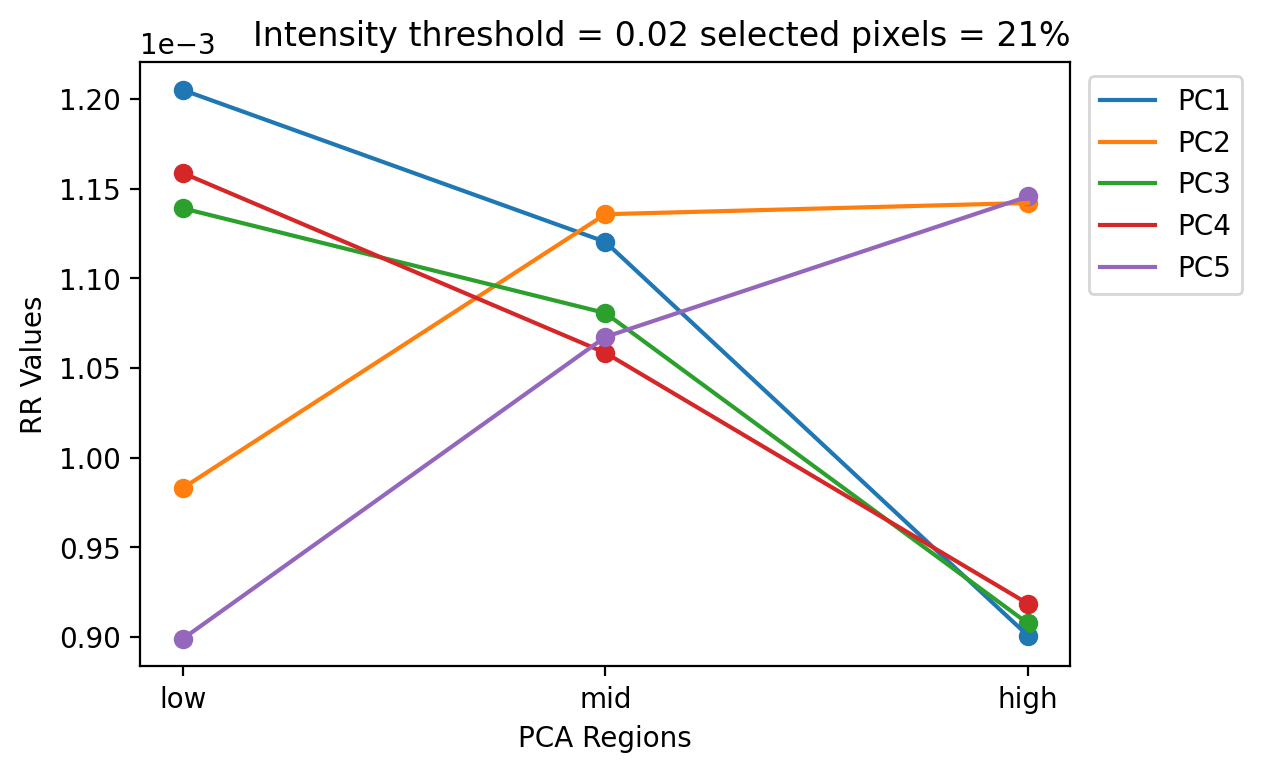 1e−3
Intensity threshold = 0.02 selected pixels = 21%
1.20
1.15
1.10
1.05
1.00
0.95
0.90
RR Values
low
mid
high
PCA Regions
PC1
PC2
PC3
PC4
PC5